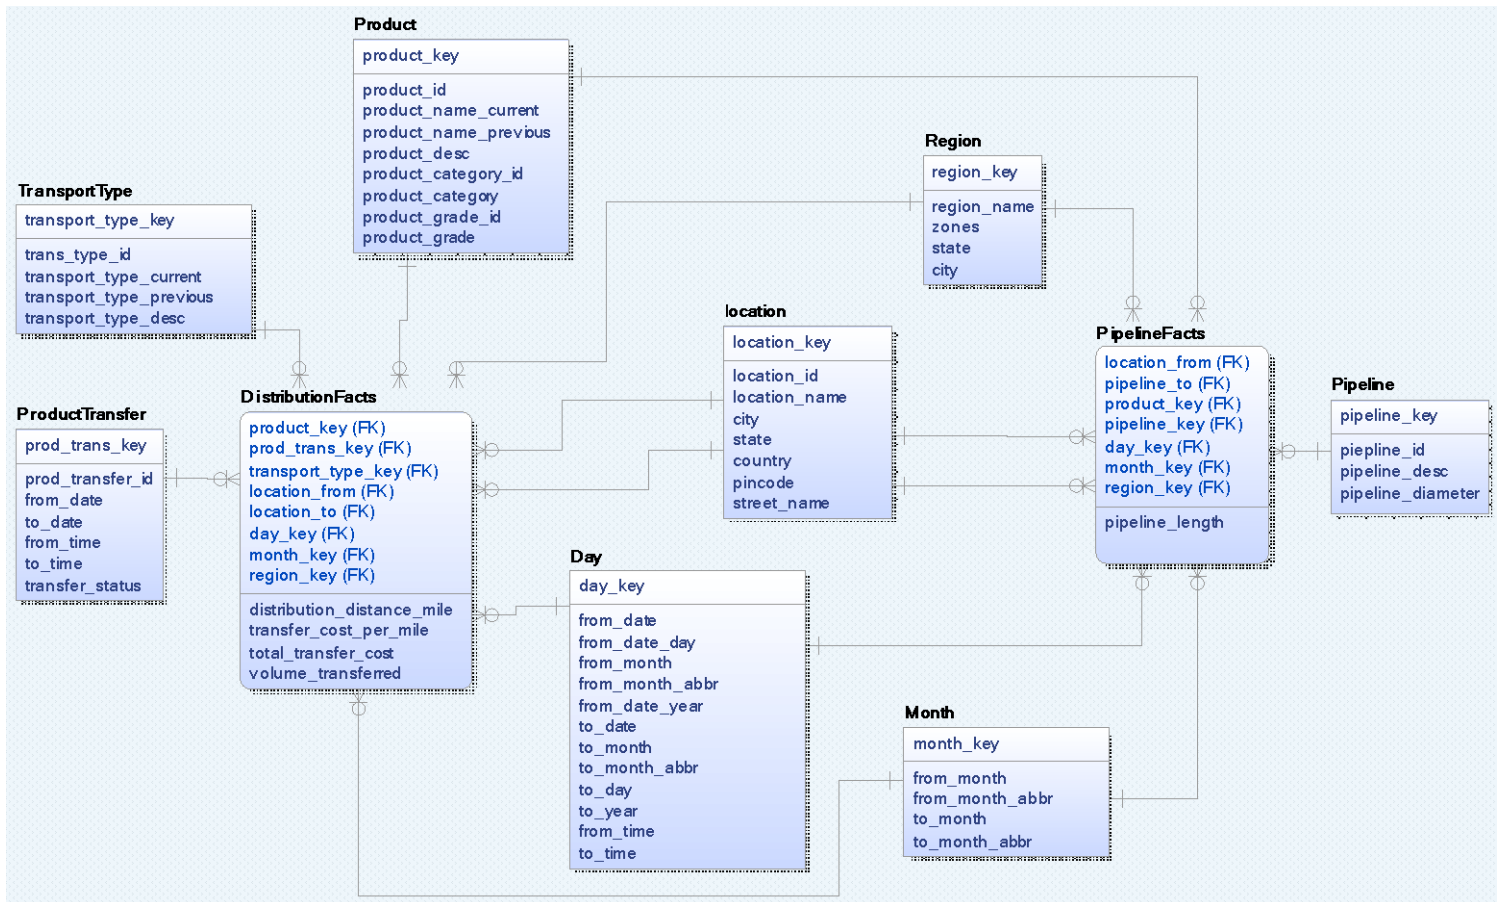 Product
product_key
product_id
product_name_current
product_name_previous
product_desc
product_category_id
product_category
product_grade_id
product_grade
Region
region_key
region_name
zones
state
city
TransportType
transport_type_key
trans_type_id
transport_type_current
transport_type_previous
transport_type_desc
location
location_key
location_id
location_name
city
state
country
pincode
street_name
PipelineFacts
location_from (FK)
pipeline_to (FK)
product_key (FK)
pipeline_key (FK)
day_key (FK)
month_key (FK)
region_key (FK)
pipeline_length
Pipeline
pipeline_key
piepline_id
pipeline_desc
pipeline_diameter
ProductTransfer
prod_trans_key
prod_transfer_id
from_date
to_date
from_time
to_time
transfer_status
DistributionFacts
product_key (FK)
prod_trans_key (FK)
transport_type_key (FK)
location_from (FK)
location_to (FK)
day_key (FK)
month_key (FK)
region_key (FK)
distribution_distance_mile
transfer_cost_per_mile
total_transfer_cost
volume_transferred
Day
day_key
from_date
from_date_day
from_month
from_month_abbr
from_date_year
to_date
to_month
to_month_abbr
to_day
to_year
from_time
to_time
Month
month_key
from_month
from_month_abbr
to_month
to_month_abbr